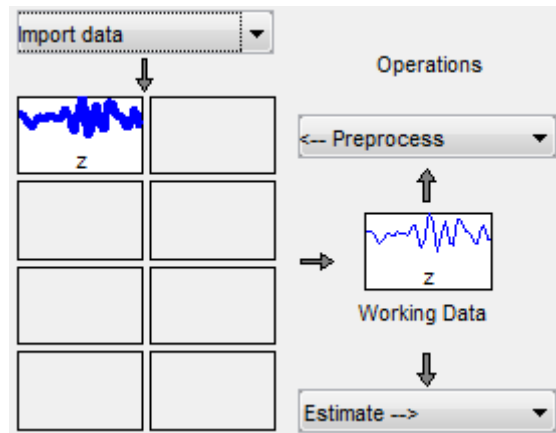 Import data
Operations
z
<-- Preprocess
z
Working Data
Estimate -->